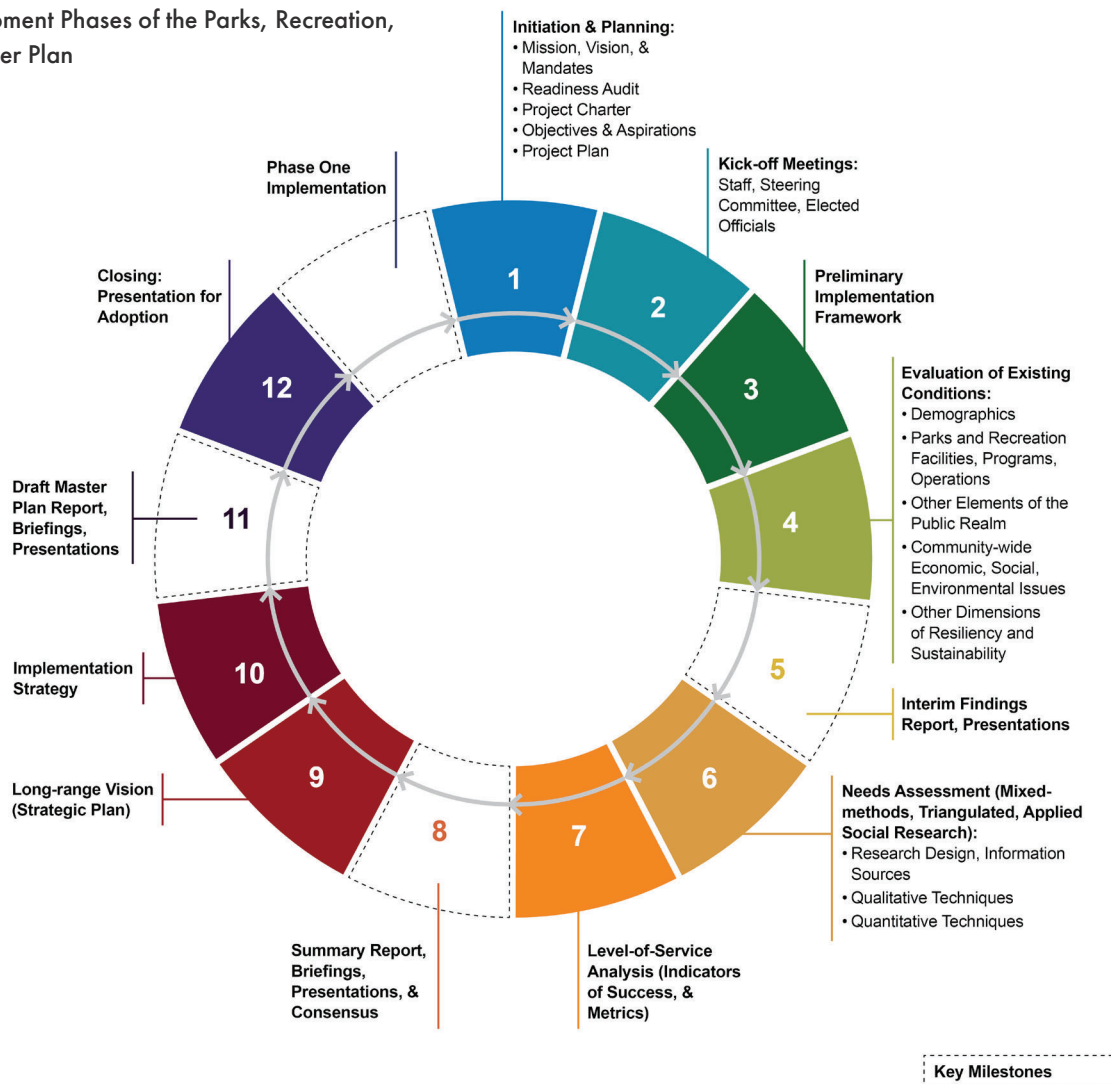 pment Phases of the Parks, Recreation,
er Plan
Initiation & Planning:
• Mission, Vision, &
Mandates
• Readiness Audit
• Project Charter
• Objectives & Aspirations
• Project Plan
Kick-off Meetings:
Staff, Steering
Committee, Elected
Officials
Preliminary
Implementation
Framework
Evaluation of Existing
Conditions:
• Demographics
• Parks and Recreation
Facilities, Programs,
Operations
• Other Elements of the
Public Realm
• Community-wide
Economic, Social,
Environmental Issues
• Other Dimensions
of Resiliency and
Sustainability
Interim Findings
Report, Presentations
Needs Assessment (Mixed-
methods, Triangulated, Applied
Social Research):
• Research Design, Information
Sources
• Qualitative Techniques
• Quantitative Techniques
Level-of-Service
Analysis (Indicators
of Success, &
Metrics)
Summary Report,
Briefings,
Presentations, &
Consensus
Long-range Vision
(Strategic Plan)
Implementation
Strategy
Draft Master
Plan Report,
Briefings,
Presentations
Closing:
Presentation for
Adoption
Phase One
Implementation
1
2
3
4
5
6
7
8
9
10
11
12
Key Milestones